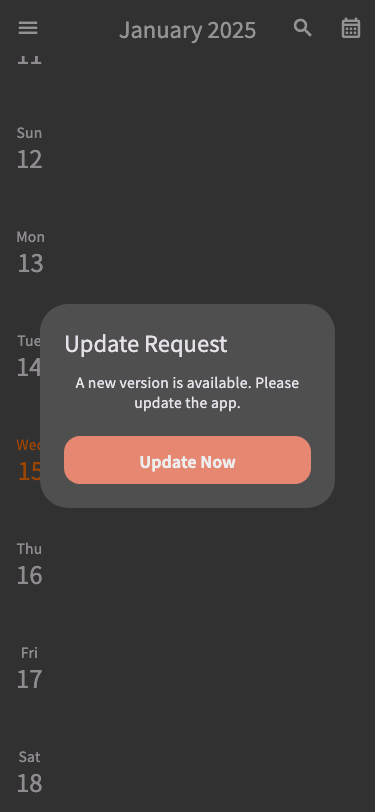 January 2025
11
Sun
12
Mon
13
Tue
14
Update Request
A new version is available. Please
update the app.
Wed
15
Update Now
Thu
16
Fri
17
Sat
18